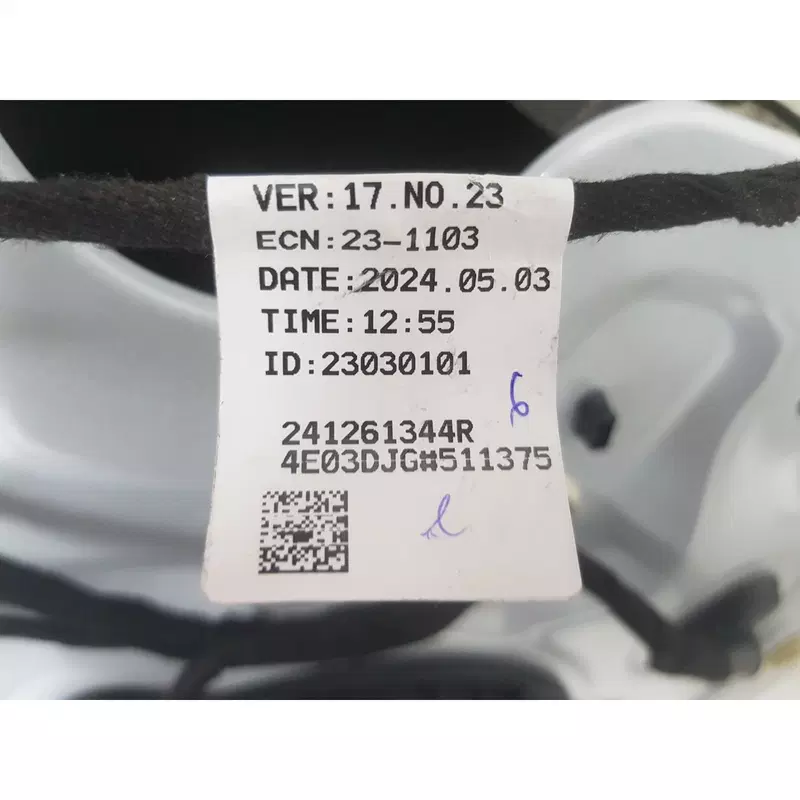 VER:17.NO.23
ECN:23-1103
DATE:2024.05.03
TIME:12:55
ID:23030101
6
241261344R
4E03DJG#511375